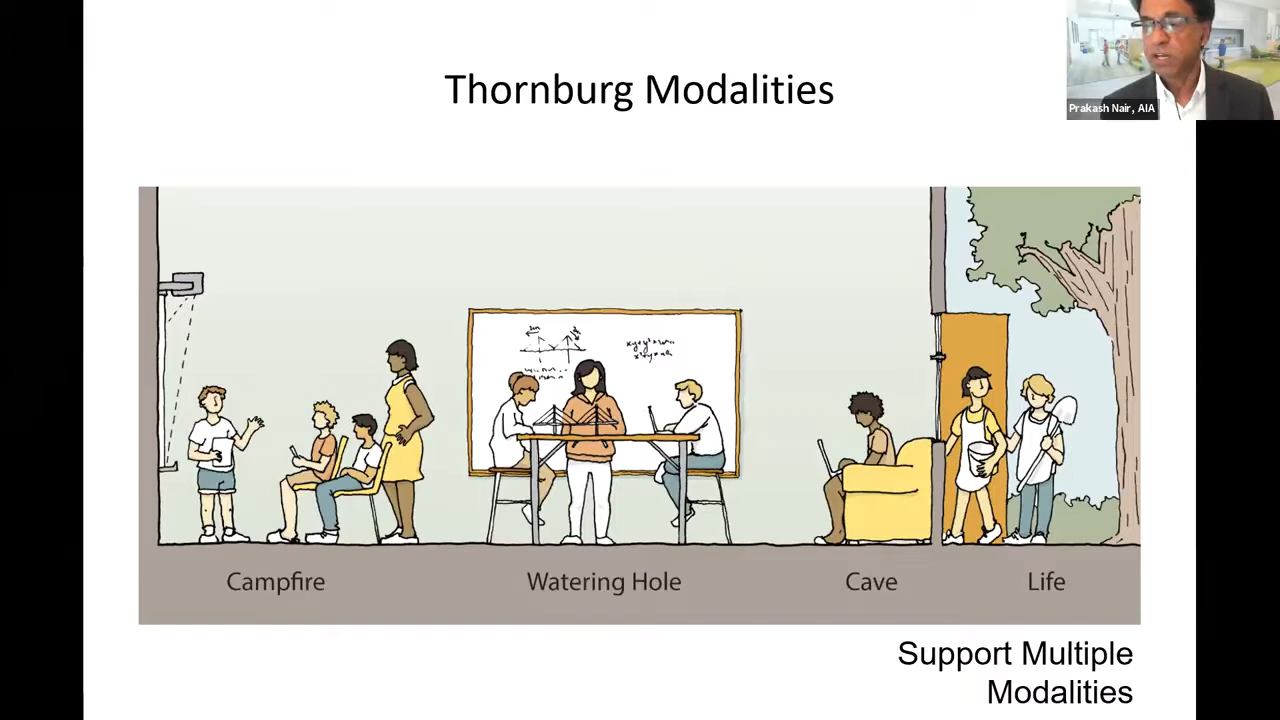 Thornburg Modalities
Prakash Nair, AIA
Campfire
Watering Hole
Cave
Life
Support Multiple
Modalities